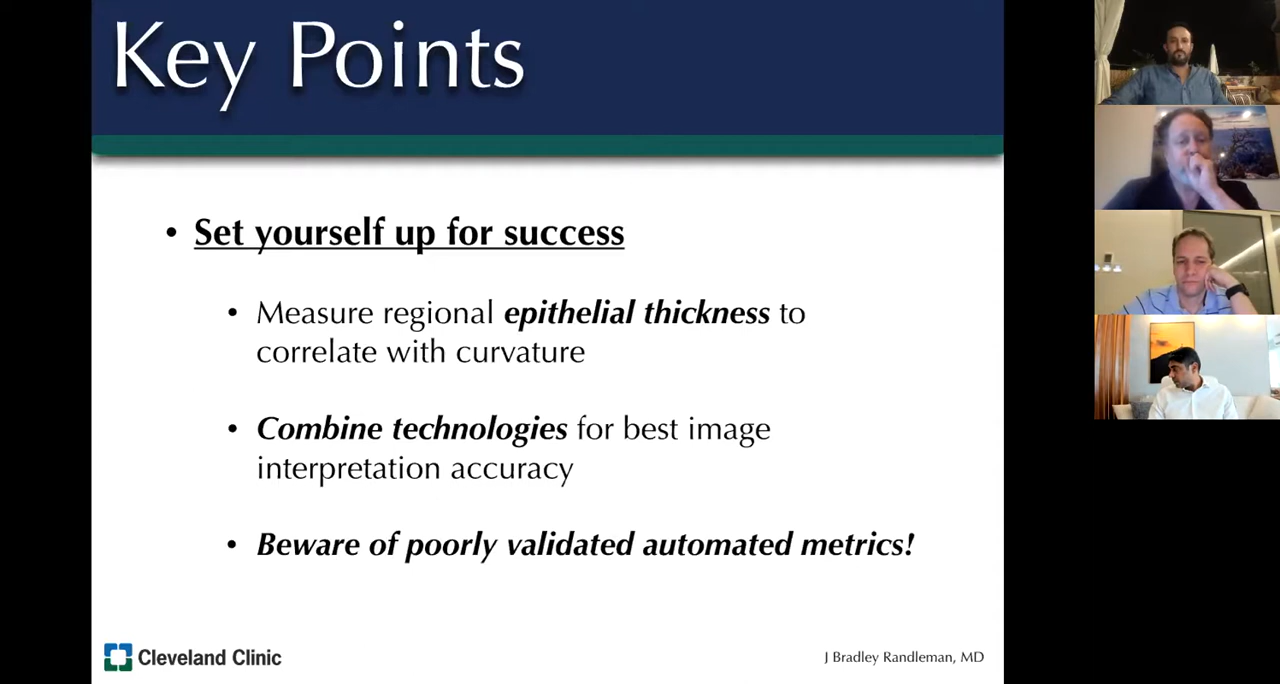 Key Points
• Set yourself up for success
• Measure regional epithelial thickness to
correlate with curvature
• Combine technologies for best image
interpretation accuracy
• Beware of poorly validated automated metrics!
Cleveland Clinic
J Bradley Randleman, MD